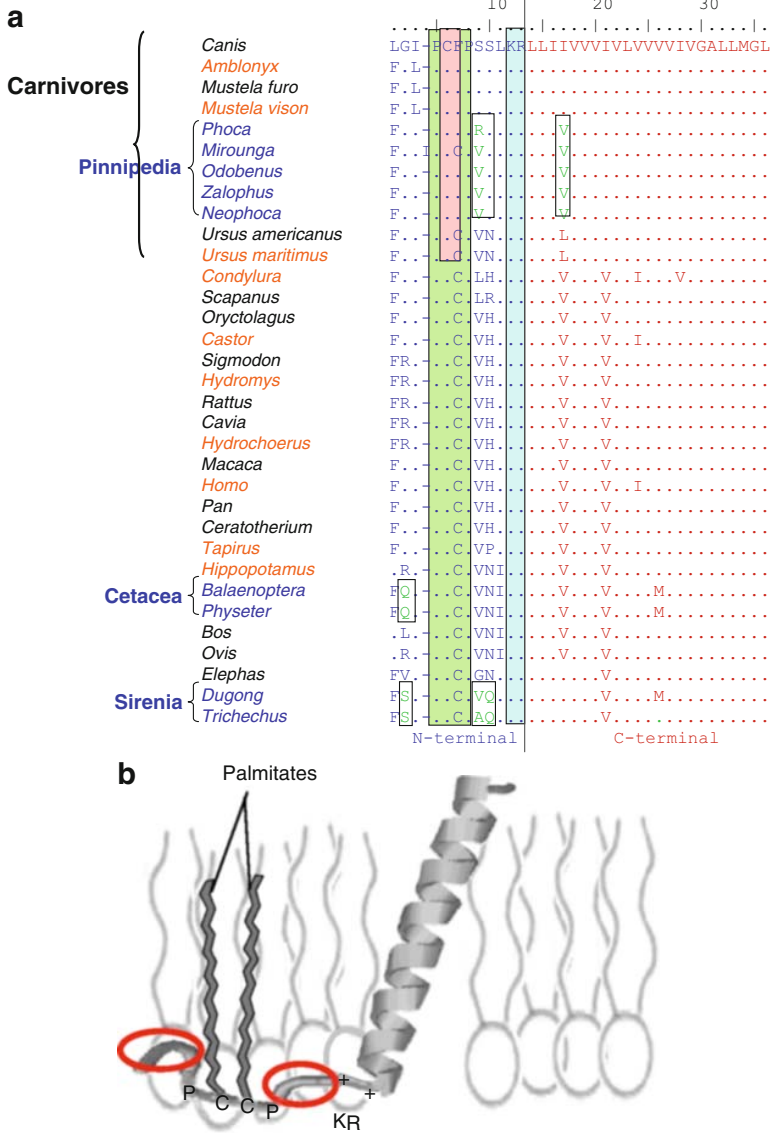 a
10 20 30
Canis LGI-PCFPSSLKRLLIIVVVIVLVVVVIVGALLMGL
Carnivores
Amblonyx F.L-................................
Mustela furo F.L-................................
Mustela vison F.L-................................
Phoca F..-....R.......V...................
Pinnipedia
Mirounga F..I..C.V.......V...................
Odobenus F..-....V.......V...................
Zalophus F..-....V.......V...................
Neophoca F..-....V.......V...................
Ursus americanus F..-..C.VN......L...................
Ursus maritimus F..-..C.VN......L...................
Condylura F..-..C.LH......V...V..I...V........
Scapanus F..-..C.LR......V...V...............
Oryctolagus F..-..C.VH......V...V...............
Castor F..-..C.VH......V...V..I............
Sigmodon FR.-..C.VH......V...V...............
Hydromys FR.-..C.VH......V...V...............
Rattus FR.-..C.VH......V...V...............
Cavia FR.-..C.VH......V...V...............
Hydrochoerus FR.-..C.VH......V...V...............
Macaca F..-..C.VH......V...V...............
Homo F..-..C.VH......V...V..I............
Pan F..-..C.VH......V...V...............
Ceratotherium F..-..C.VH......V...V...............
Tapirus F..-..C.VP......V...V...............
Hippopotamus .R.-..C.VNI.....V...V...............
Cetacea
Balaenoptera FQ.-..C.VNI.....V...V....M..........
Physeter FQ.-..C.VNI.....V...V....M..........
Bos .L.-..C.VNI.....V...V...............
Ovis .R.-..C.VNI.....V...V...............
Elephas FV.-..C.GN..........V...............
Sirenia
Dugong FS.-..C.VQ..........V....M..........
Trichechus FS.-..C.AQ..........V...............
N-terminal C-terminal
b
Palmitates
P C C P + +
KR